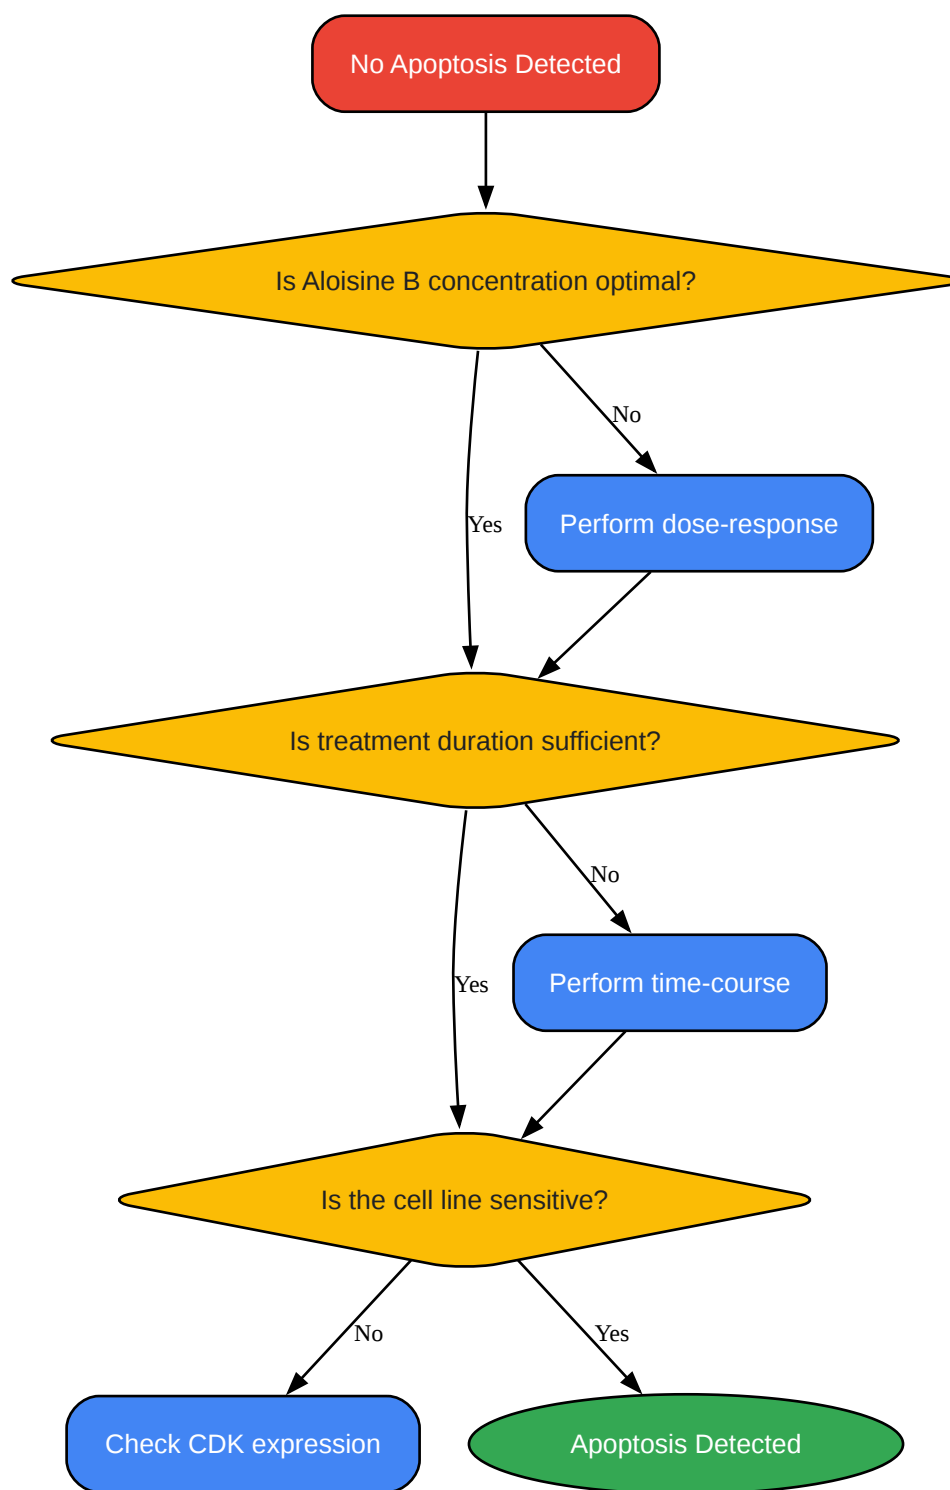 No Apoptosis Detected
Is Aloisine B concentration optimal?
No
Yes
Perform dose-response
Is treatment duration sufficient?
No
Yes
Perform time-course
Is the cell line sensitive?
No
Yes
Check CDK expression
Apoptosis Detected